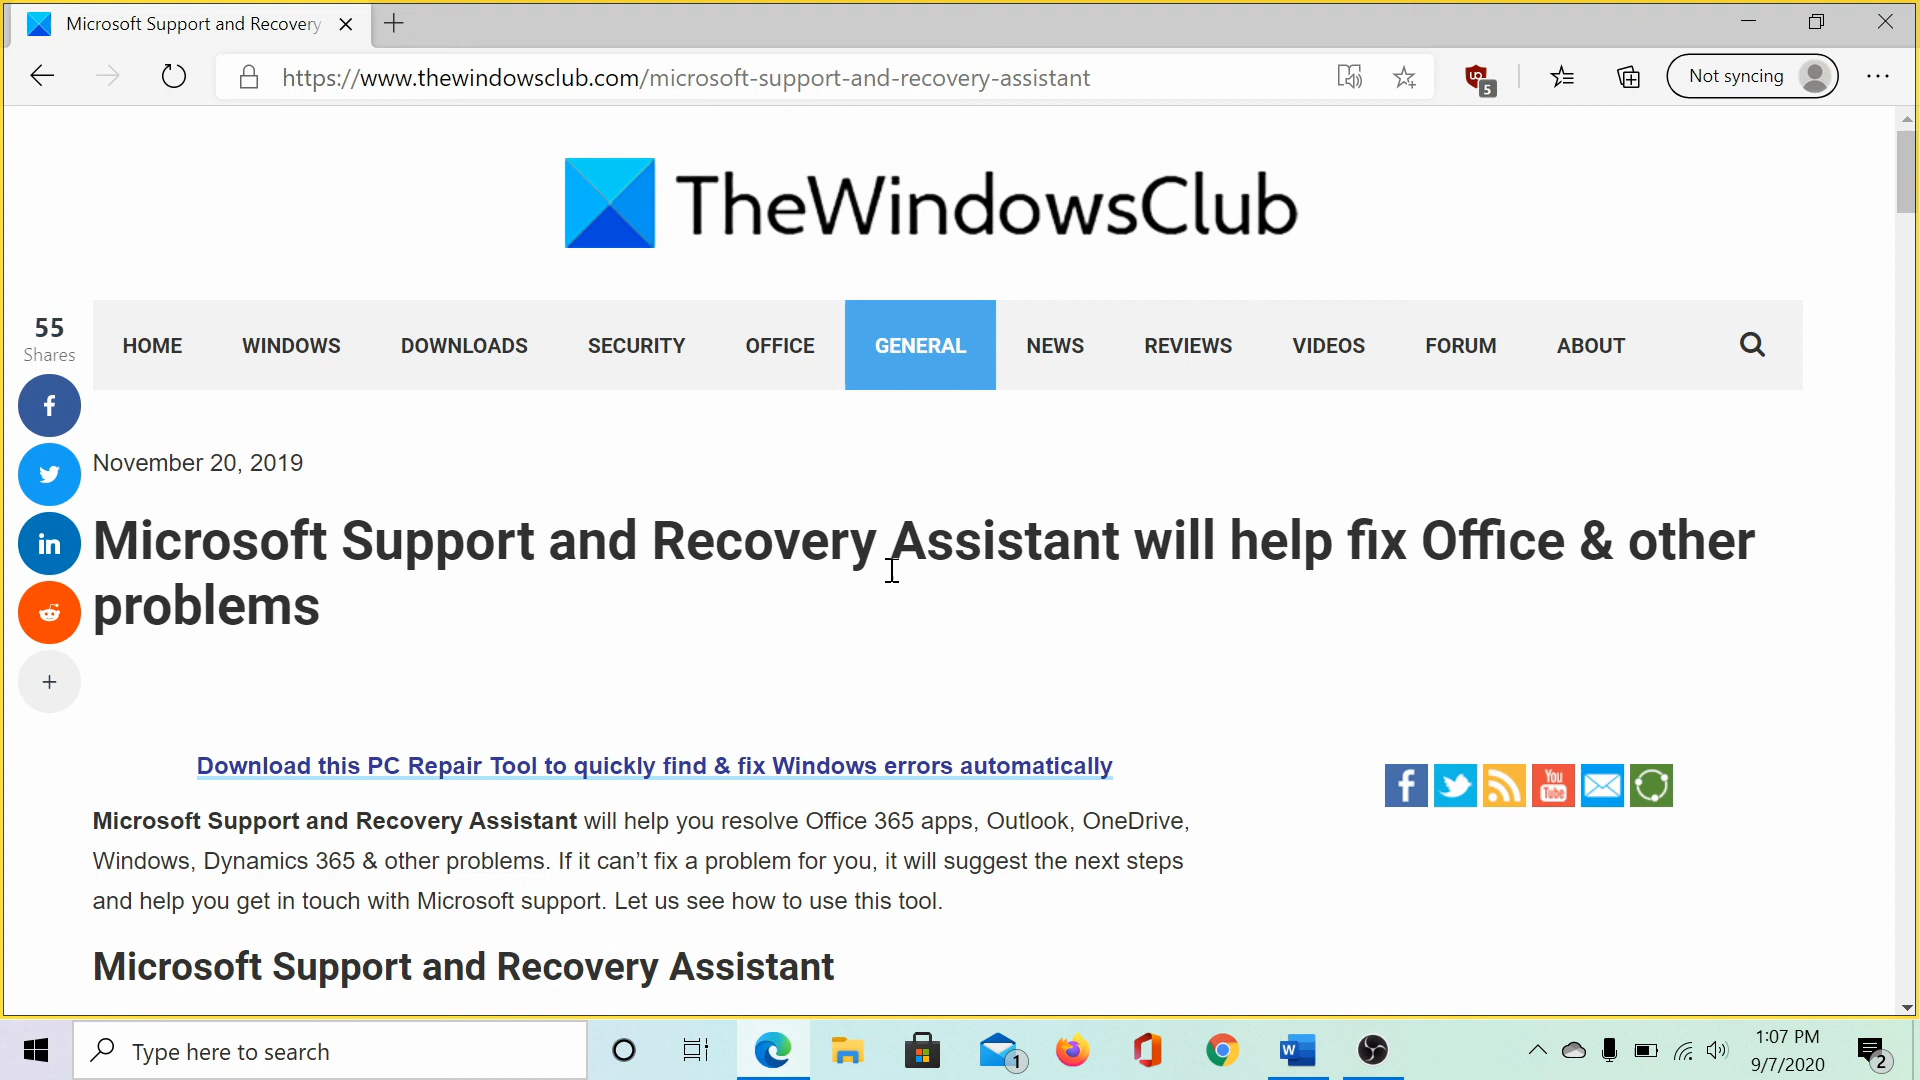 Microsoft Support and Recovery
https://www.thewindowsclub.com/microsoft-support-and-recovery-assistant
5
Not syncing
TheWindowsClub
55
Shares
HOME WINDOWS DOWNLOADS SECURITY OFFICE GENERAL NEWS REVIEWS VIDEOS FORUM ABOUT
November 20, 2019
Microsoft Support and Recovery Assistant will help fix Office & other
problems
Download this PC Repair Tool to quickly find & fix Windows errors automatically
You
Tube
Microsoft Support and Recovery Assistant will help you resolve Office 365 apps, Outlook, OneDrive,
Windows, Dynamics 365 & other problems. If it can’t fix a problem for you, it will suggest the next steps
and help you get in touch with Microsoft support. Let us see how to use this tool.
Microsoft Support and Recovery Assistant
Type here to search
1
W
1:07 PM
9/7/2020
2